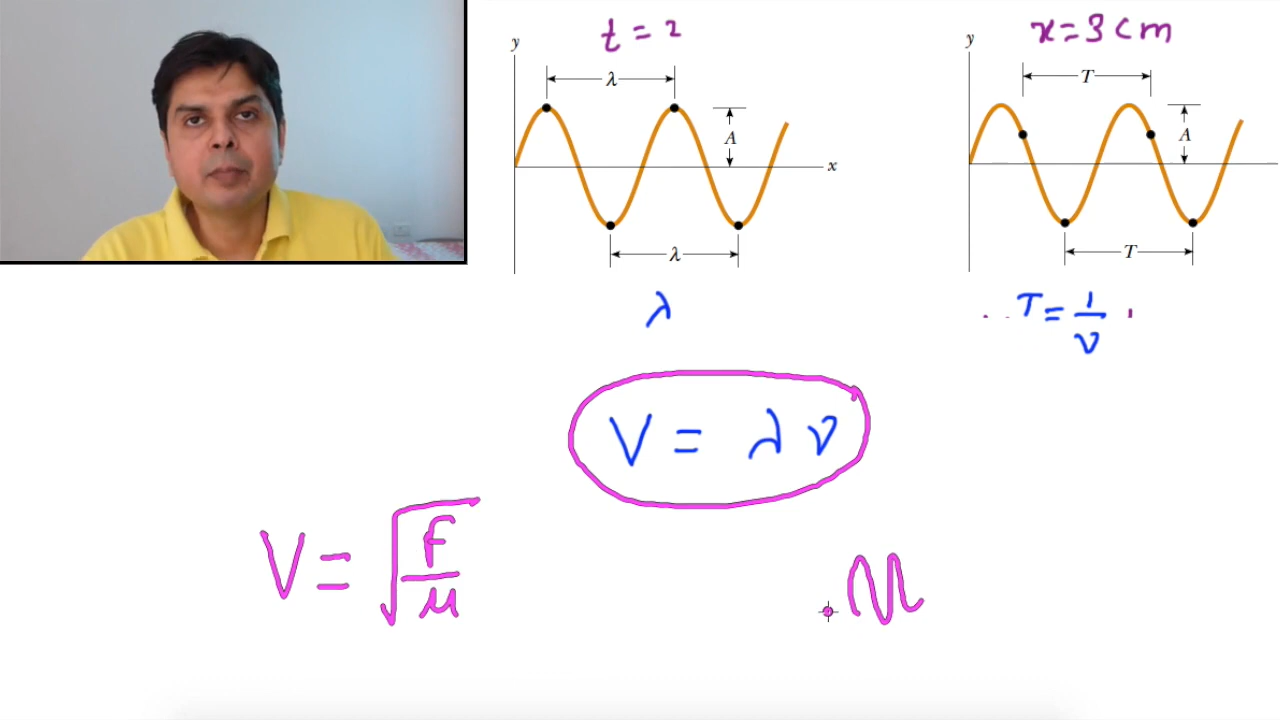 t = 2
y
λ
A
x
λ
λ
x = 3 cm
y
T
A
T
T = 1/ν
V = λ ν
V = √F/μ